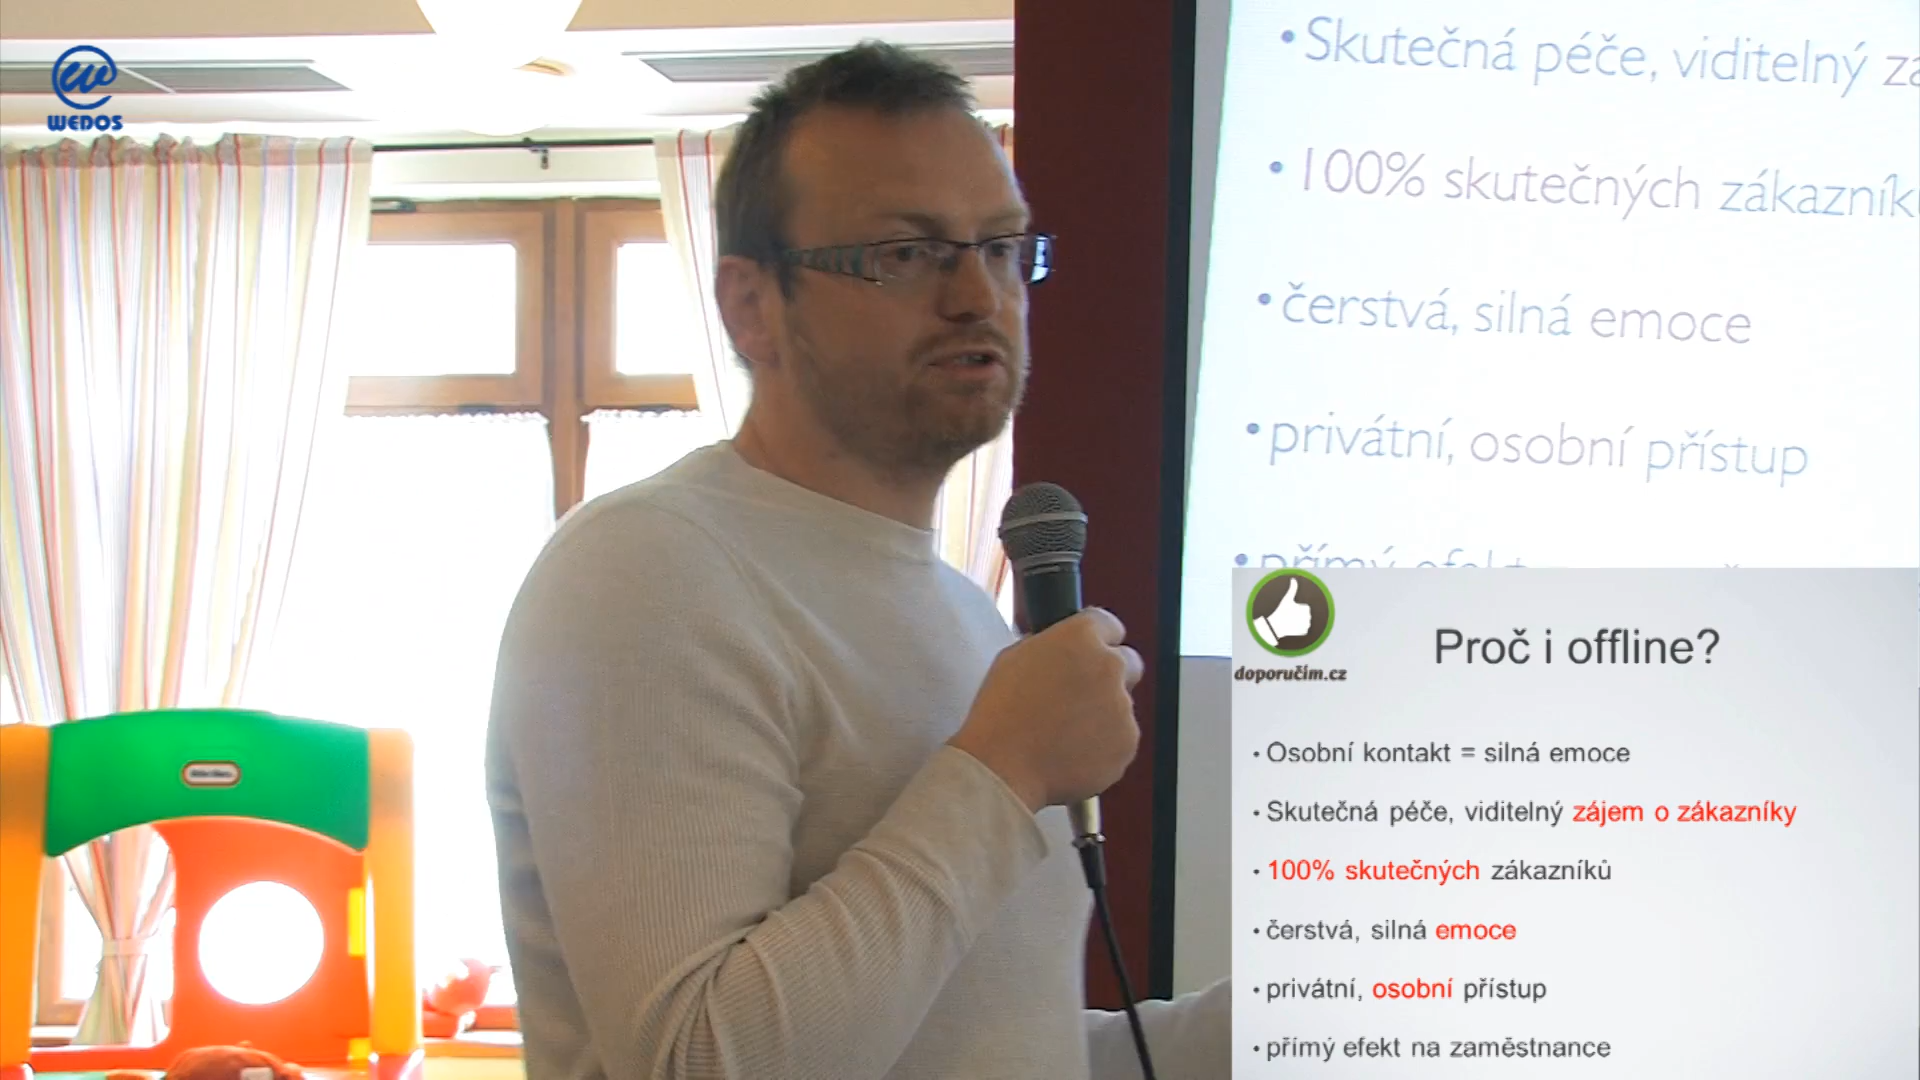 WEDOS
• Skutečná péče, viditelný
• 100% skutečných
• čerstvá, silná emoce
• privátní, osobní přístup
doporučím.cz
Proč i offline?
• Osobní kontakt = silná emoce
• Skutečná péče, viditelný zájem o zákazníky
• 100% skutečných zákazníků
• čerstvá, silná emoce
• privátní, osobní přístup
• přímý efekt na zaměstnance